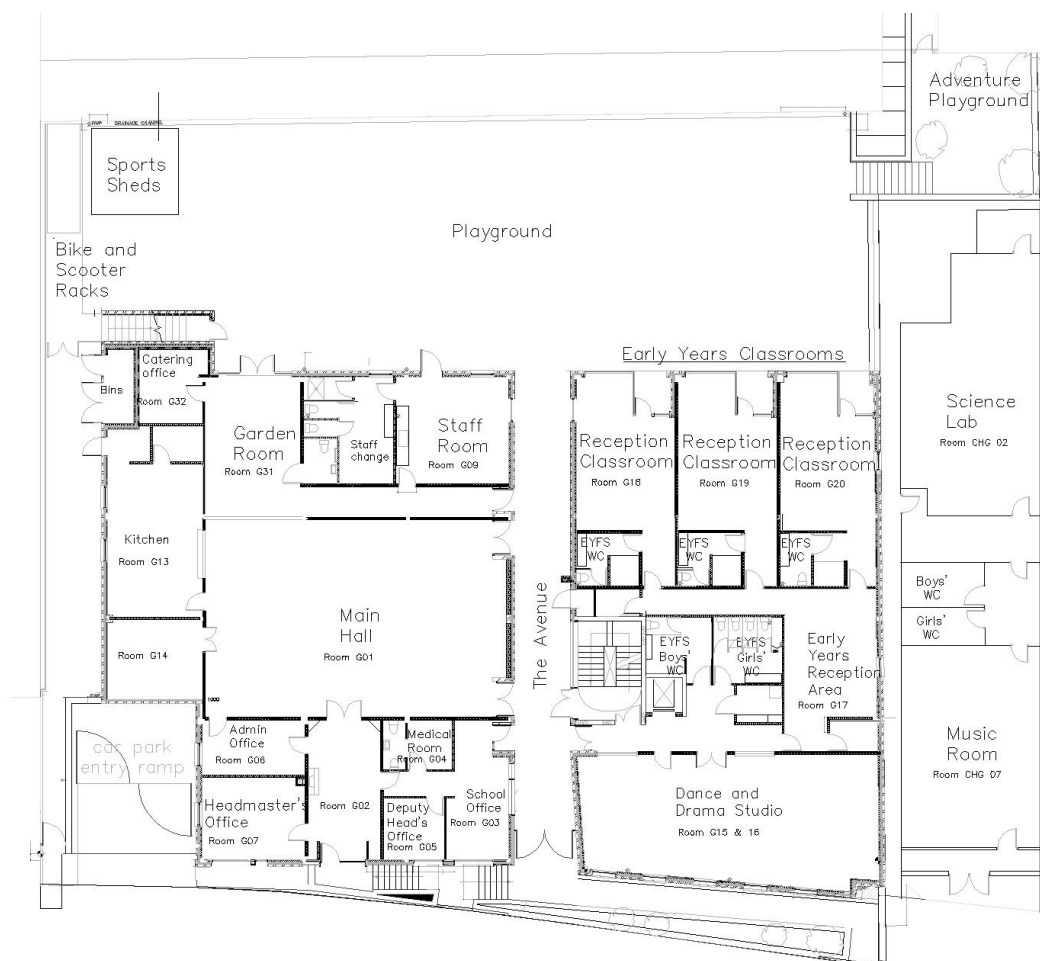 Adventure
Playground
RWP
DRAINAGE CHANNEL
Sports
Sheds
Playground
Bike and
Scooter
Racks
Early Years Classrooms
Catering
office
Room G32
Bins
Garden
Room
Room G31
Staff
change
Staff
Room
Room G09
Reception
Classroom
Room G18
Reception
Classroom
Room G19
Reception
Classroom
Room G20
Science
Lab
Room CHG 02
Kitchen
Room G13
EYFS
WC
EYFS
WC
EYFS
WC
Boys'
WC
Girls'
WC
Main
Hall
Room G01
Room G14
The Avenue
EYFS
Boys'
WC
EYFS
Girls'
WC
Early
Years
Reception
Area
Room G17
Admin
Office
Room G06
Medical
Room
Room G04
car park
entry ramp
Music
Room
Room CHG 07
Headmaster's
Office
Room G07
Room G02
Deputy
Head's
Office
Room G05
School
Office
Room G03
Dance and
Drama Studio
Room G15 & 16